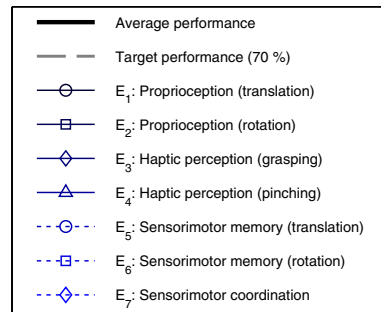 Average performance
Target performance (70 %)
E1: Proprioception (translation)
E2: Proprioception (rotation)
E3: Haptic perception (grasping)
E4: Haptic perception (pinching)
E5: Sensorimotor memory (translation)
E6: Sensorimotor memory (rotation)
E7: Sensorimotor coordination